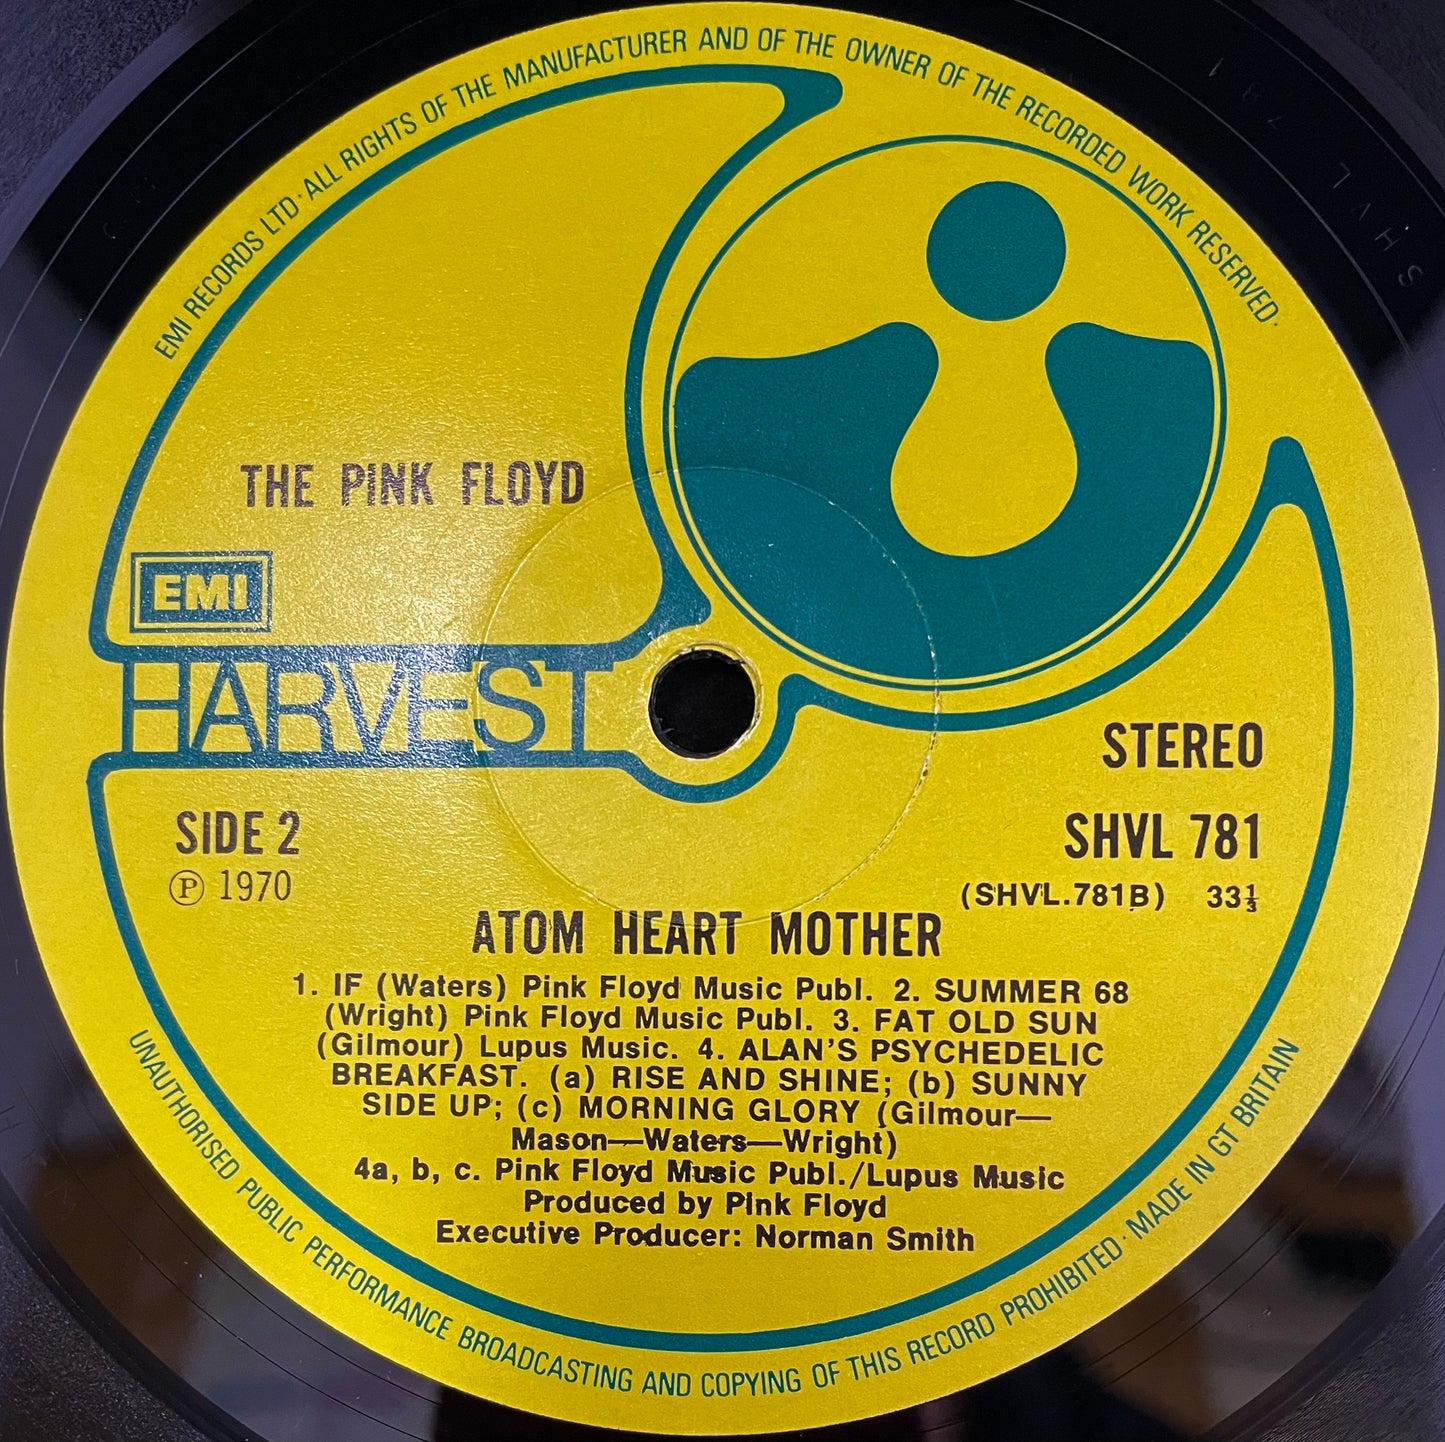 EMI RECORDS LTD · ALL RIGHTS OF THE MANUFACTURER AND OF THE OWNER OF THE RECORDED WORK RESERVED ·
THE PINK FLOYD
EMI
HARVEST
STEREO
SIDE 2
SHVL 781
℗ 1970
(SHVL.781B) 33⅓
ATOM HEART MOTHER
1. IF (Waters) Pink Floyd Music Publ. 2. SUMMER 68
(Wright) Pink Floyd Music Publ. 3. FAT OLD SUN
(Gilmour) Lupus Music. 4. ALAN'S PSYCHEDELIC
BREAKFAST. (a) RISE AND SHINE; (b) SUNNY
SIDE UP; (c) MORNING GLORY (Gilmour—
Mason—Waters—Wright)
4a, b, c. Pink Floyd Music Publ./Lupus Music
Produced by Pink Floyd
Executive Producer: Norman Smith
UNAUTHORISED PUBLIC PERFORMANCE BROADCASTING AND COPYING OF THIS RECORD PROHIBITED · MADE IN GT BRITAIN